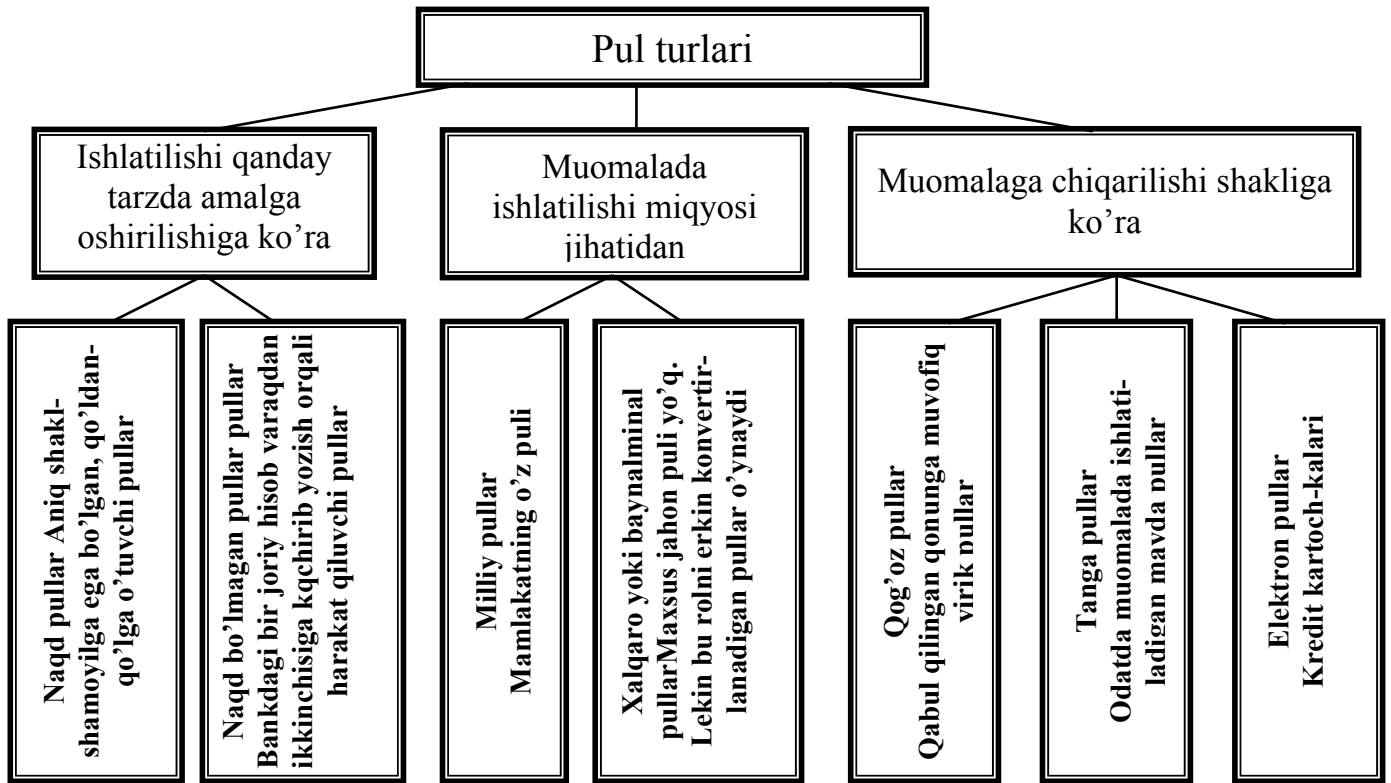 Pul turlari
Ishlatilishi qanday
tarzda amalga
oshirilishiga ko’ra
Muomalada
ishlatilishi miqyosi
jihatidan
Muomalaga chiqarilishi shakliga
ko’ra
Naqd pullar Aniq shakl-
shamoyilga ega bo’lgan, qo’ldan-
qo’lga o’tuvchi pullar
Naqd bo’lmagan pullar pullar
Bankdagi bir joriy hisob varaqdan
ikkinchisiga kqchirib yozish orqali
harakat qiluvchi pullar
Milliy pullar
Mamlakatning o’z puli
Xalqaro yoki baynalminal
pullarMaxsus jahon puli yo’q.
Lekin bu rolni erkin konvertir-
lanadigan pullar o’ynaydi
Qog’oz pullar
Qabul qilingan qonunga muvofiq
yirik pullar
Tanga pullar
Odatda muomalada ishlati-
ladigan mayda pullar
Elektron pullar
Kredit kartoch-kalari